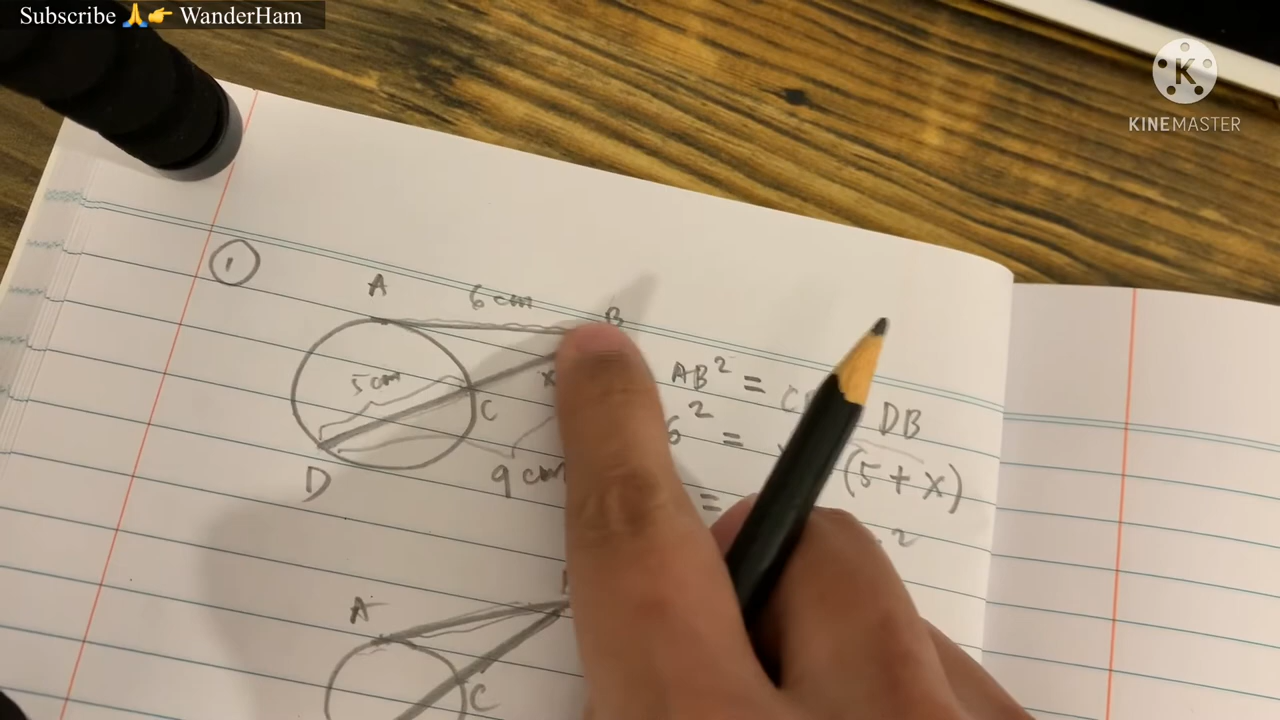 Subscribe 🙏👉 WanderHam
K
KINEMASTER
1
A 6 cm B
5 cm
C
D
9 cm
AB² = DB
6² = (5 + x)
=
2
A
C